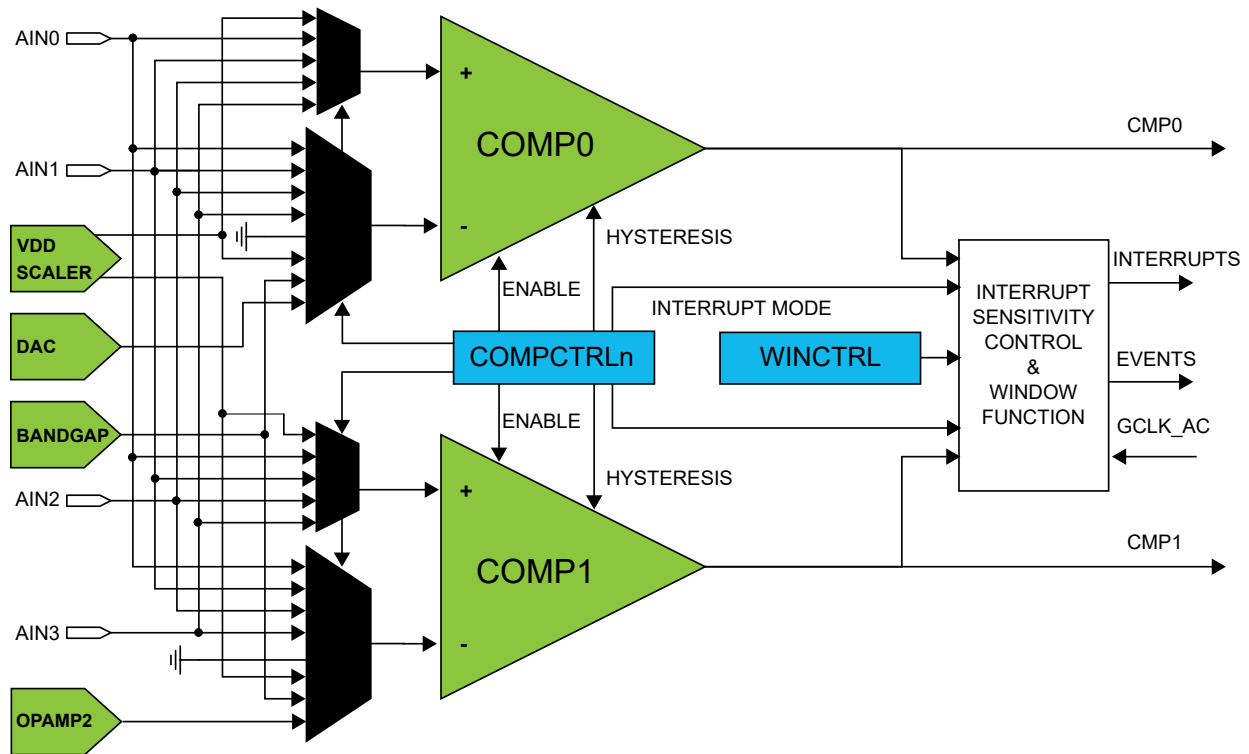 AIN0
+
COMP0
-
CMP0
AIN1
VDD
SCALER
HYSTERESIS
ENABLE
INTERRUPT MODE
INTERRUPTS
DAC
COMPCTRLn
WINCTRL
INTERRUPT
SENSITIVITY
CONTROL
&
WINDOW
FUNCTION
EVENTS
BANDGAP
ENABLE
GCLK_AC
HYSTERESIS
AIN2
+
COMP1
-
CMP1
AIN3
OPAMP2